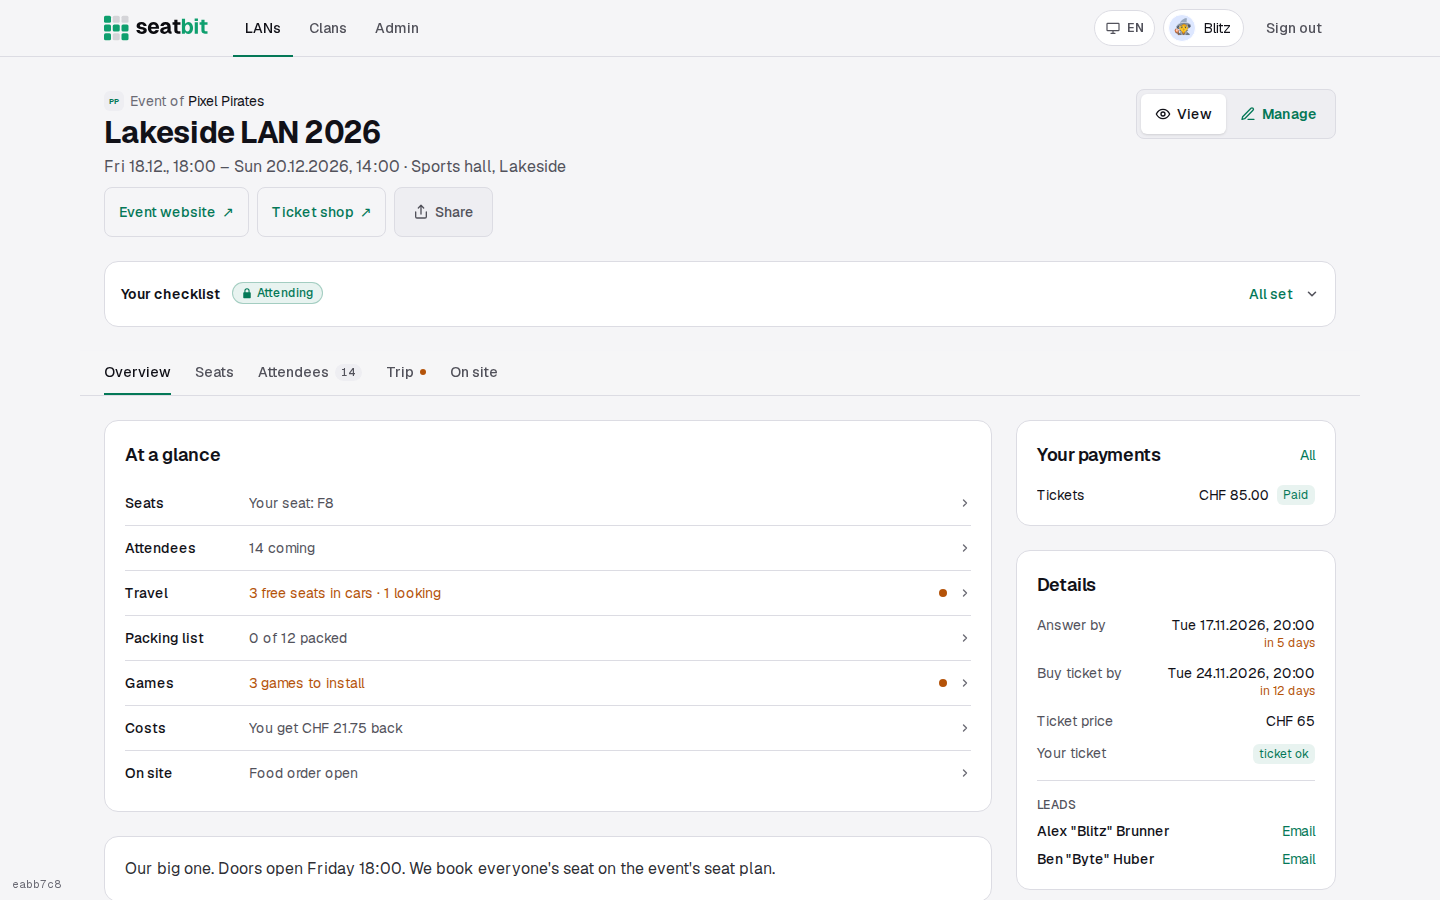 seatbit
LANs
Clans
Admin
EN
Blitz
Sign out
PP
Event of Pixel Pirates
Lakeside LAN 2026
Fri 18.12., 18:00 – Sun 20.12.2026, 14:00 · Sports hall, Lakeside
View
Manage
Event website ↗
Ticket shop ↗
Share
Your checklist
Attending
All set
Overview
Seats
Attendees 14
Trip
On site
At a glance
Seats Your seat: F8
Attendees 14 coming
Travel 3 free seats in cars · 1 looking
Packing list 0 of 12 packed
Games 3 games to install
Costs You get CHF 21.75 back
On site Food order open
Our big one. Doors open Friday 18:00. We book everyone's seat on the event's seat plan.
Your payments All
Tickets CHF 85.00 Paid
Details
Answer by Tue 17.11.2026, 20:00
in 5 days
Buy ticket by Tue 24.11.2026, 20:00
in 12 days
Ticket price CHF 65
Your ticket ticket ok
LEADS
Alex "Blitz" Brunner Email
Ben "Byte" Huber Email
eabb7c8